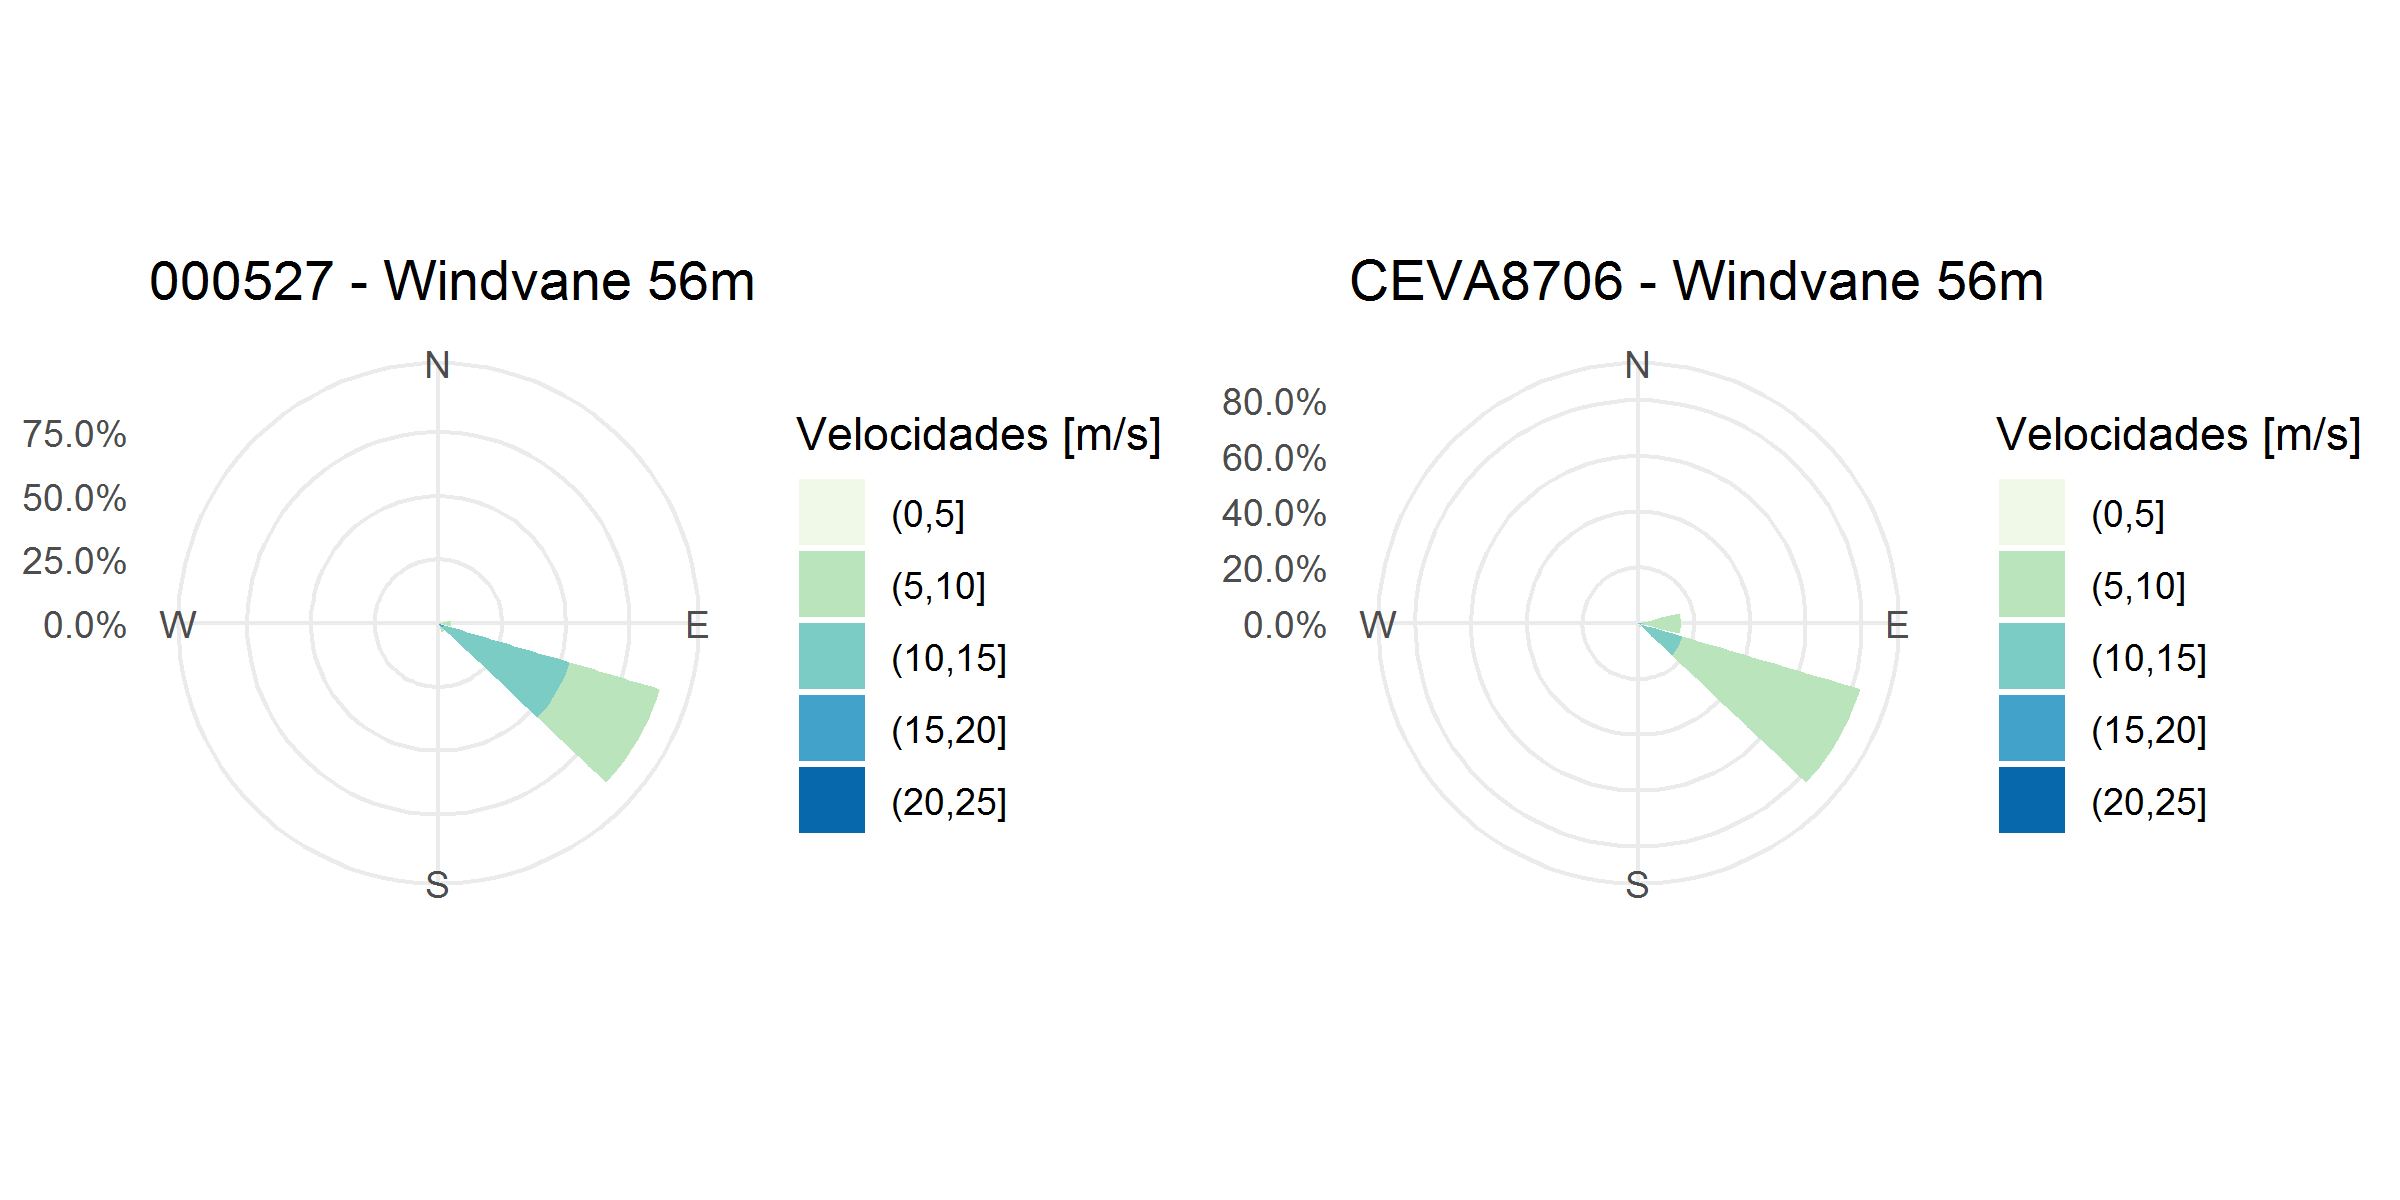 000527 - Windvane 56m
N
75.0%
50.0%
25.0%
0.0%
W
E
S
Velocidades [m/s]
(0,5]
(5,10]
(10,15]
(15,20]
(20,25]
CEVA8706 - Windvane 56m
N
80.0%
60.0%
40.0%
20.0%
0.0%
W
E
S
Velocidades [m/s]
(0,5]
(5,10]
(10,15]
(15,20]
(20,25]